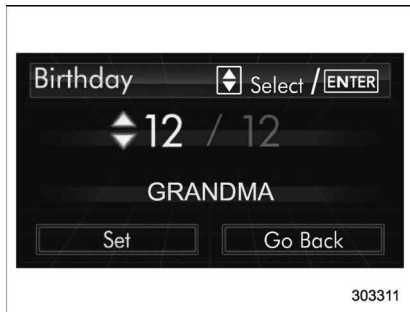 Birthday Select / ENTER
12 / 12
GRANDMA
Set Go Back
303311